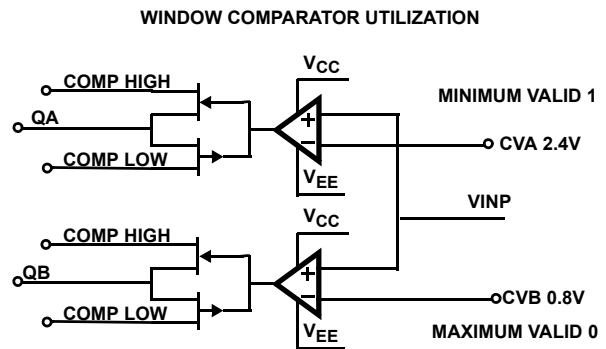 WINDOW COMPARATOR UTILIZATION
VCC
COMP HIGH
MINIMUM VALID 1
QA
+
−
CVA 2.4V
COMP LOW
VEE
VINP
VCC
COMP HIGH
QB
+
−
CVB 0.8V
COMP LOW
VEE
MAXIMUM VALID 0